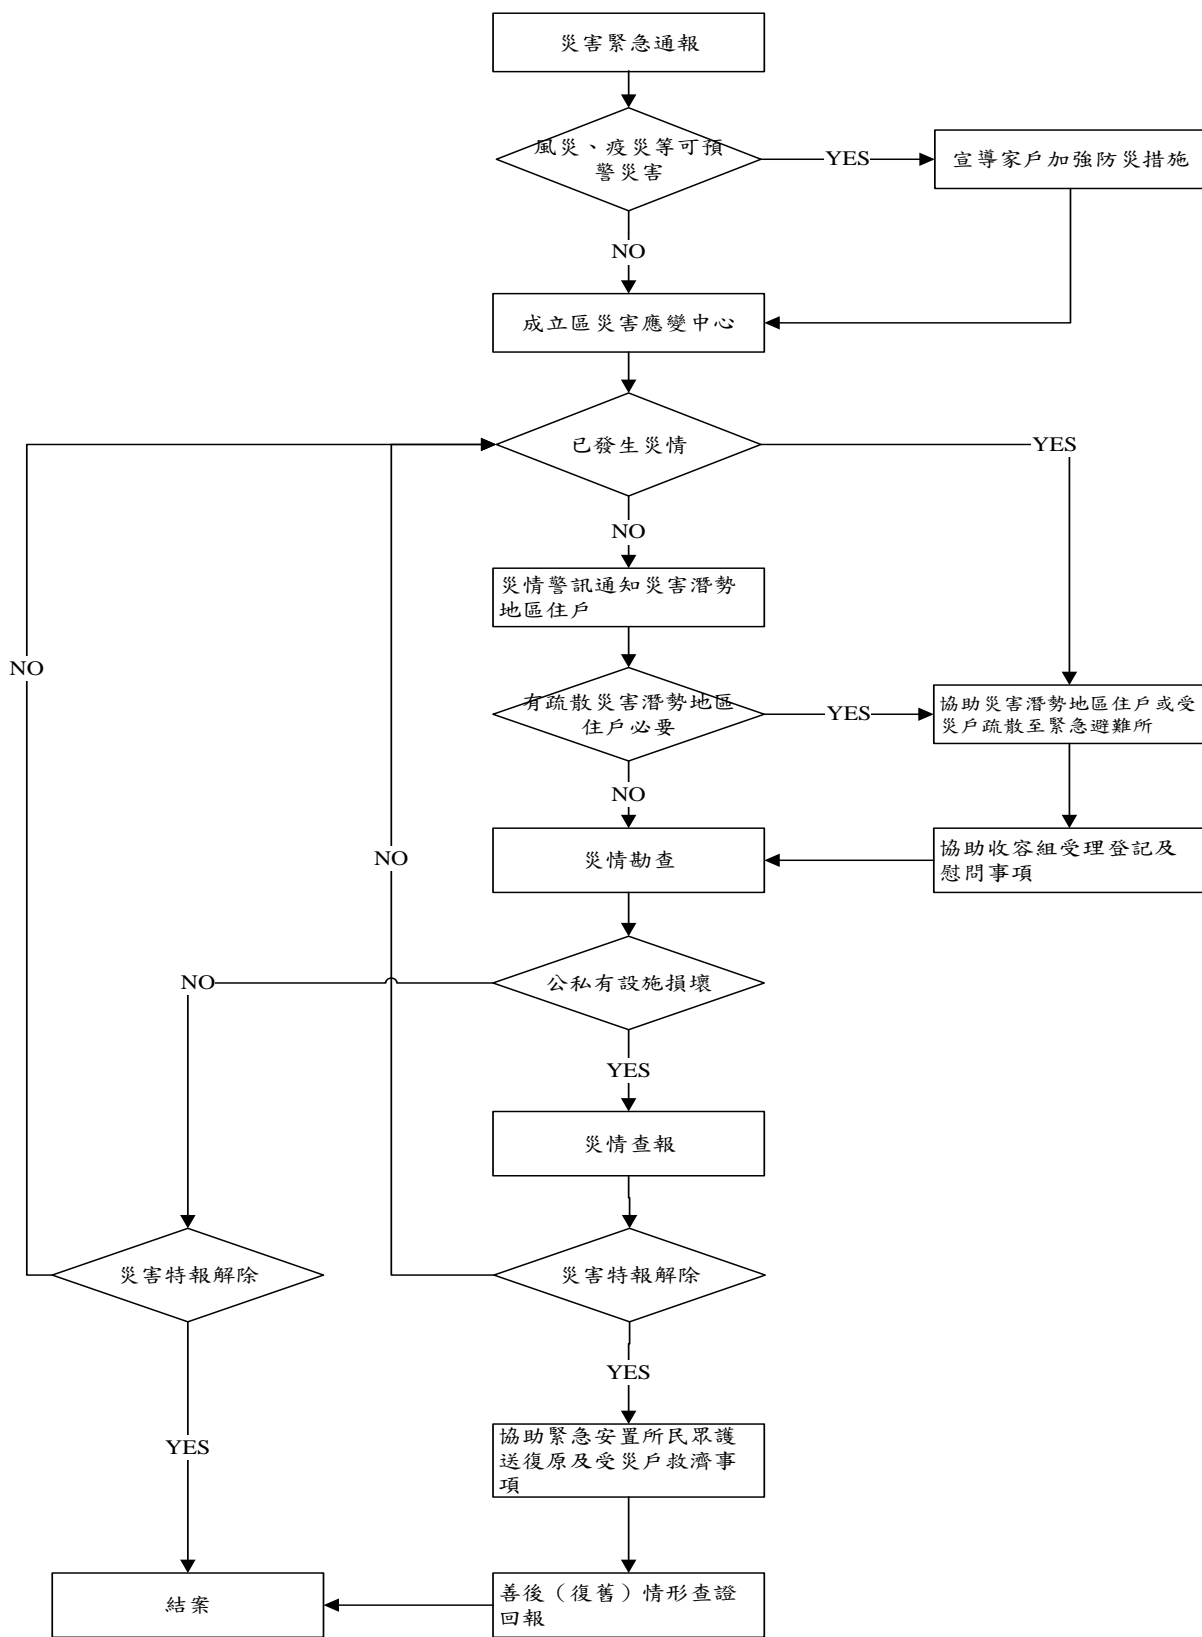 災害緊急通報
風災、疫災等可預
警災害
YES
宣導家戶加強防災措施
NO
成立區災害應變中心
已發生災情
YES
NO
災情警訊通知災害潛勢
地區住戶
NO
有疏散災害潛勢地區
住戶必要
YES
協助災害潛勢地區住戶或受
災戶疏散至緊急避難所
NO
災情勘查
NO
協助收容組受理登記及
慰問事項
公私有設施損壞
NO
YES
災情查報
災害特報解除
災害特報解除
YES
YES
協助緊急安置所民眾護
送復原及受災戶救濟事
項
結案
善後（復舊）情形查證
回報